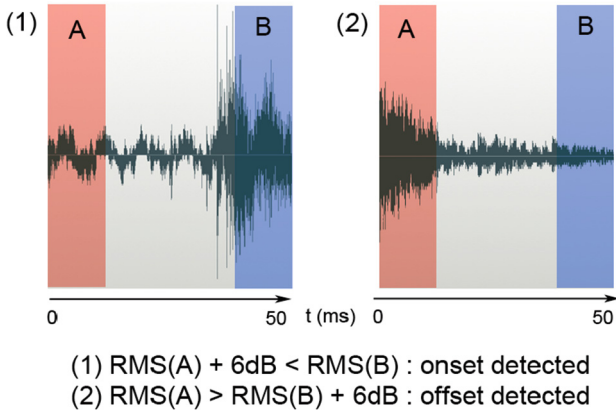 (1) A B (2) A B
0 50 t (ms) 0 50
(1) RMS(A) + 6dB < RMS(B) : onset detected
(2) RMS(A) > RMS(B) + 6dB : offset detected